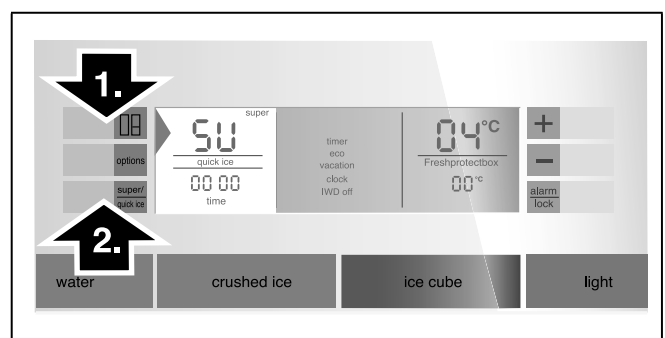 1.
super
SU
04°C
+
options
quick ice
timer
eco
vacation
clock
IWD off
Freshprotectbox
−
super/
quick ice
00 00
time
00°C
alarm
lock
2.
water
crushed ice
ice cube
light